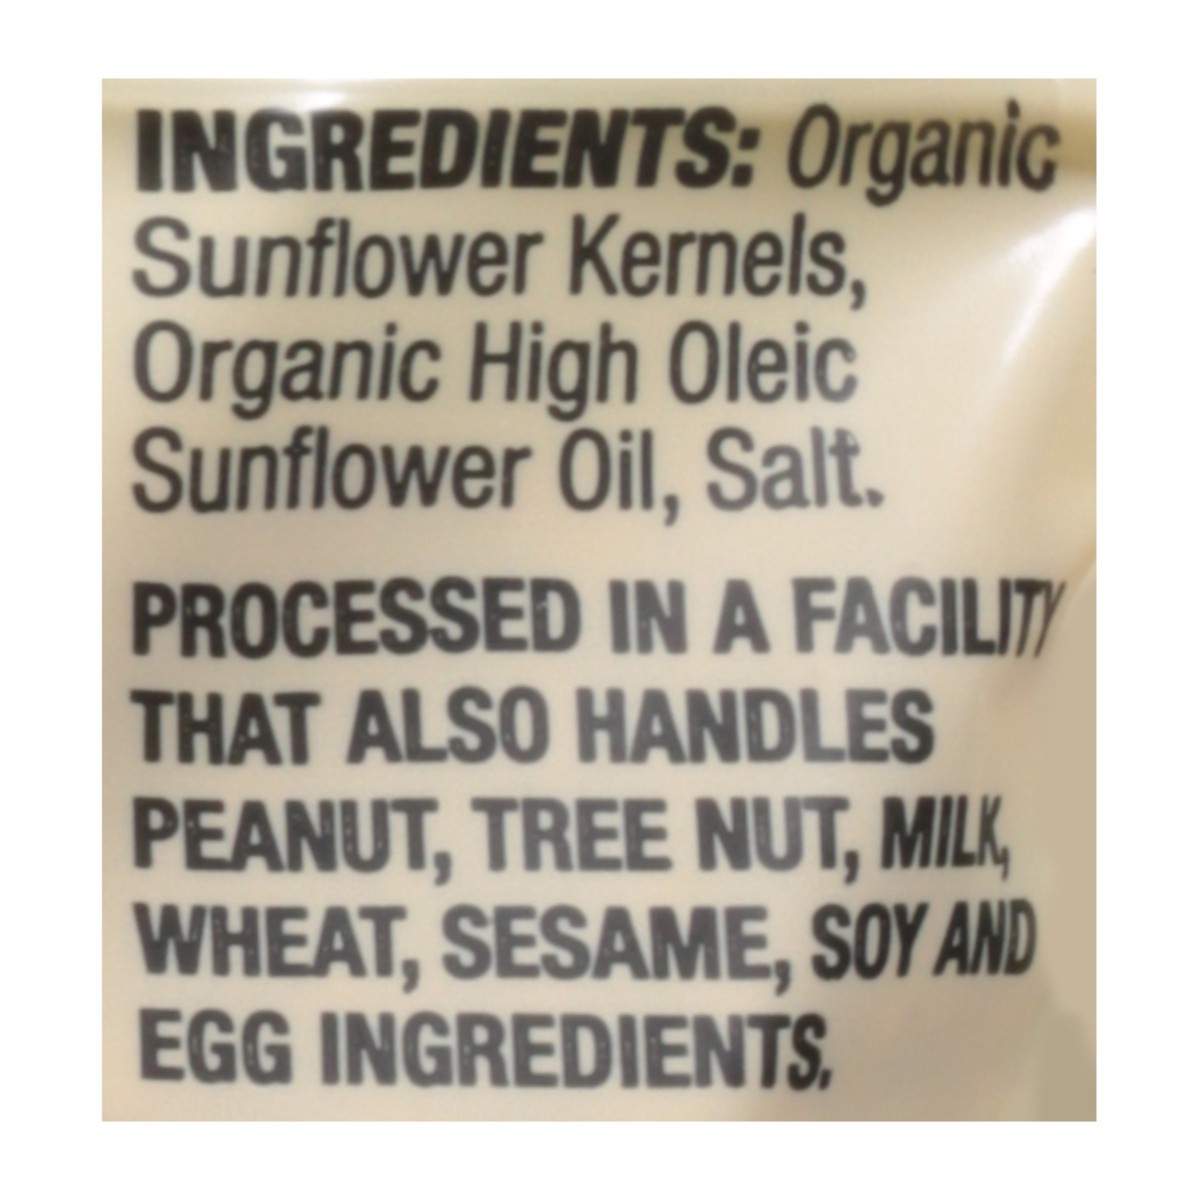 INGREDIENTS: Organic
Sunflower Kernels,
Organic High Oleic
Sunflower Oil, Salt.
PROCESSED IN A FACILITY
THAT ALSO HANDLES
PEANUT, TREE NUT, MILK,
WHEAT, SESAME, SOY AND
EGG INGREDIENTS.